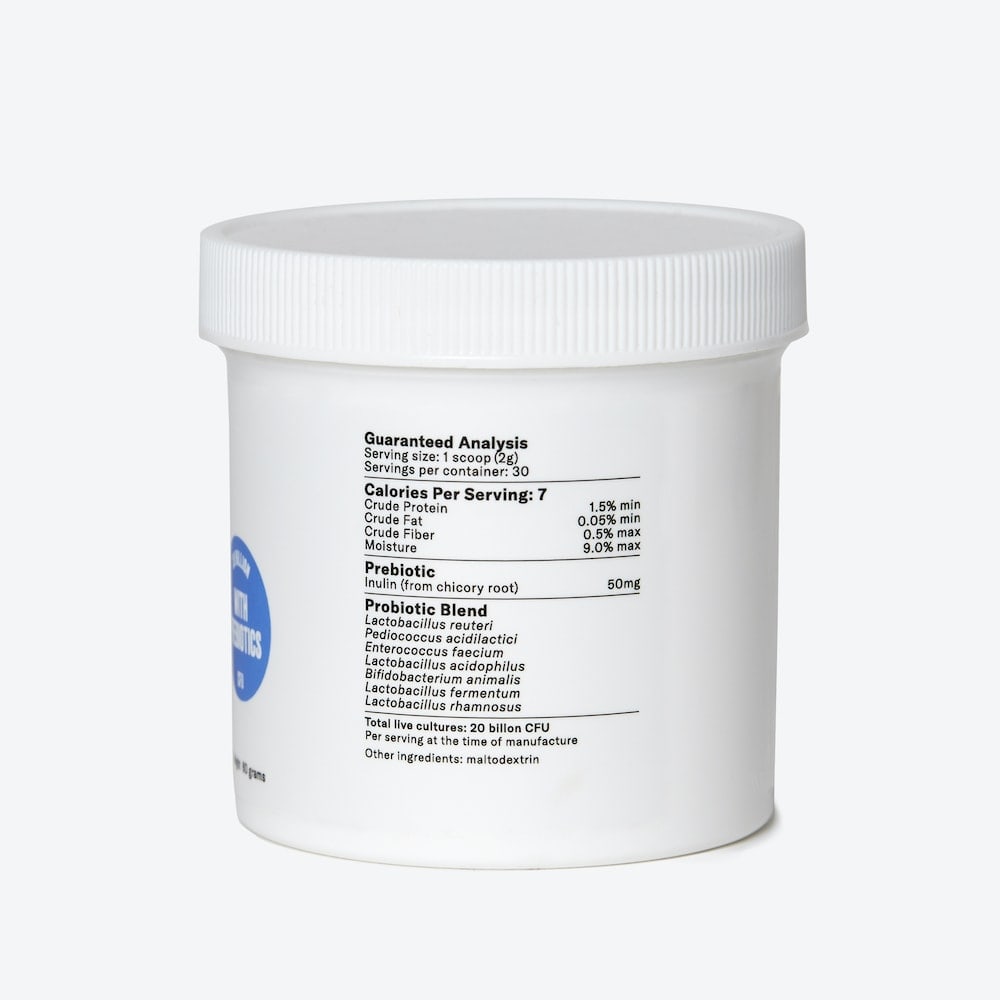 Guaranteed Analysis
Serving size: 1 scoop (2g)
Servings per container: 30
Calories Per Serving: 7
Crude Protein 1.5% min
Crude Fat 0.05% min
Crude Fiber 0.5% max
Moisture 9.0% max
Prebiotic
Inulin (from chicory root) 50mg
Probiotic Blend
Lactobacillus reuteri
Pediococcus acidilactici
Enterococcus faecium
Lactobacillus acidophilus
Bifidobacterium animalis
Lactobacillus fermentum
Lactobacillus rhamnosus
Total live cultures: 20 billon CFU
Per serving at the time of manufacture
Other ingredients: maltodextrin
WITH
grams